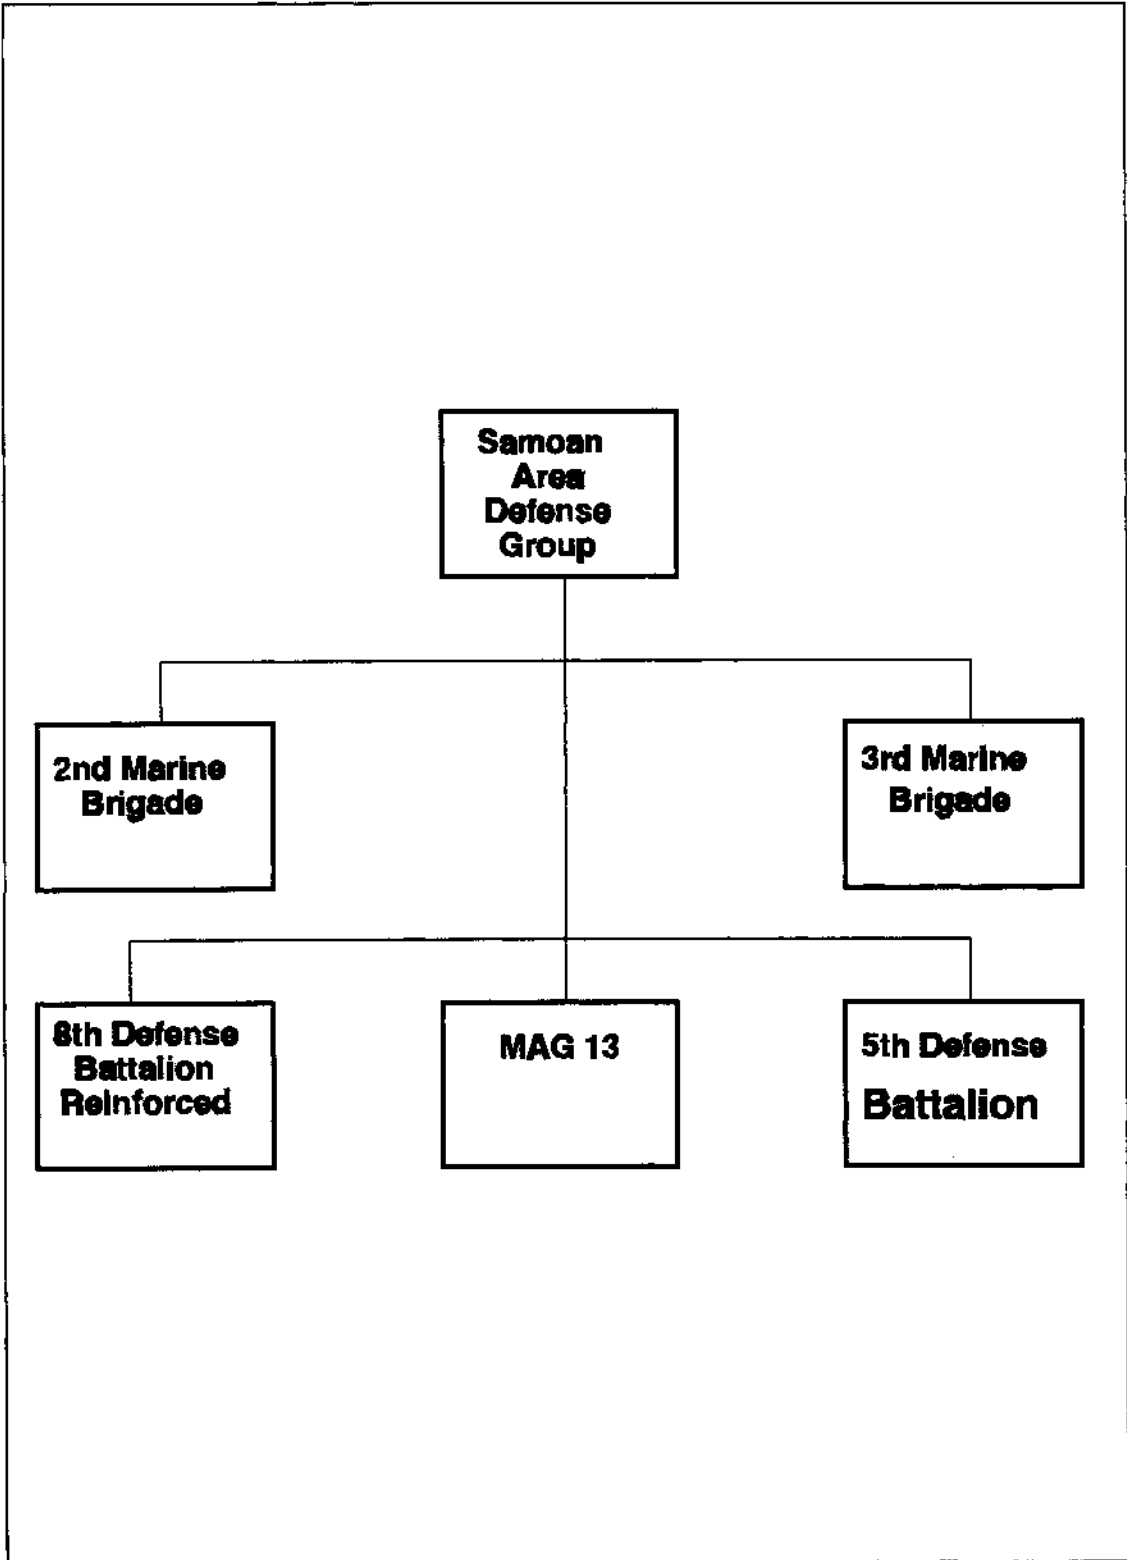 Samoan
Area
Defense
Group
2nd Marine
Brigade
3rd Marine
Brigade
8th Defense
Battalion
Reinforced
MAG 13
5th Defense
Battalion